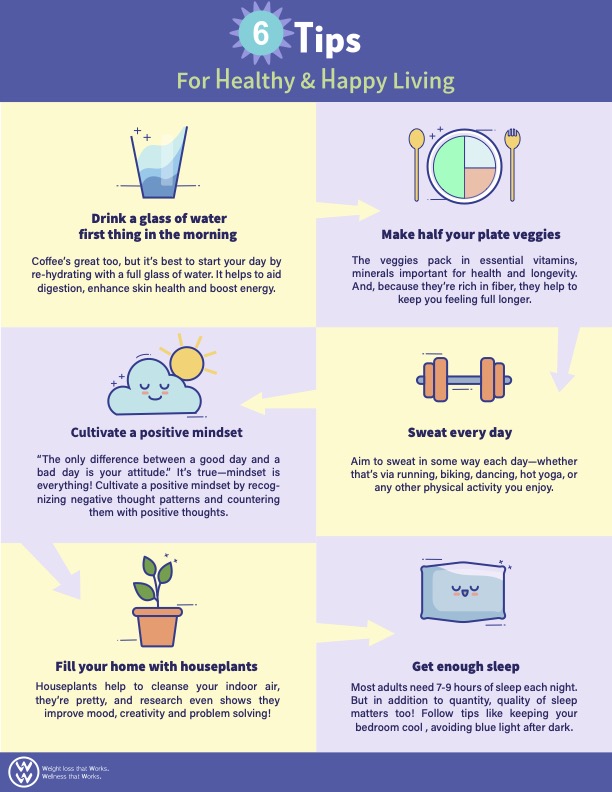 6 Tips
For Healthy & Happy Living
Drink a glass of water
first thing in the morning
Coffee's great too, but it's best to start your day by
re-hydrating with a full glass of water. It helps to aid
digestion, enhance skin health and boost energy.
Make half your plate veggies
The veggies pack in essential vitamins,
minerals important for health and longevity.
And, because they're rich in fiber, they help to
keep you feeling full longer.
Sweat every day
Aim to sweat in some way each day—whether
that's via running, biking, dancing, hot yoga, or
any other physical activity you enjoy.
Cultivate a positive mindset
“The only difference between a good day and a
bad day is your attitude.” It's true—mindset is
everything! Cultivate a positive mindset by recog-
nizing negative thought patterns and countering
them with positive thoughts.
Fill your home with houseplants
Houseplants help to cleanse your indoor air,
they're pretty, and research even shows they
improve mood, creativity and problem solving!
Get enough sleep
Most adults need 7-9 hours of sleep each night.
But in addition to quantity, quality of sleep
matters too! Follow tips like keeping your
bedroom cool , avoiding blue light after dark.
WW
Weight loss that Works.
Wellness that Works.